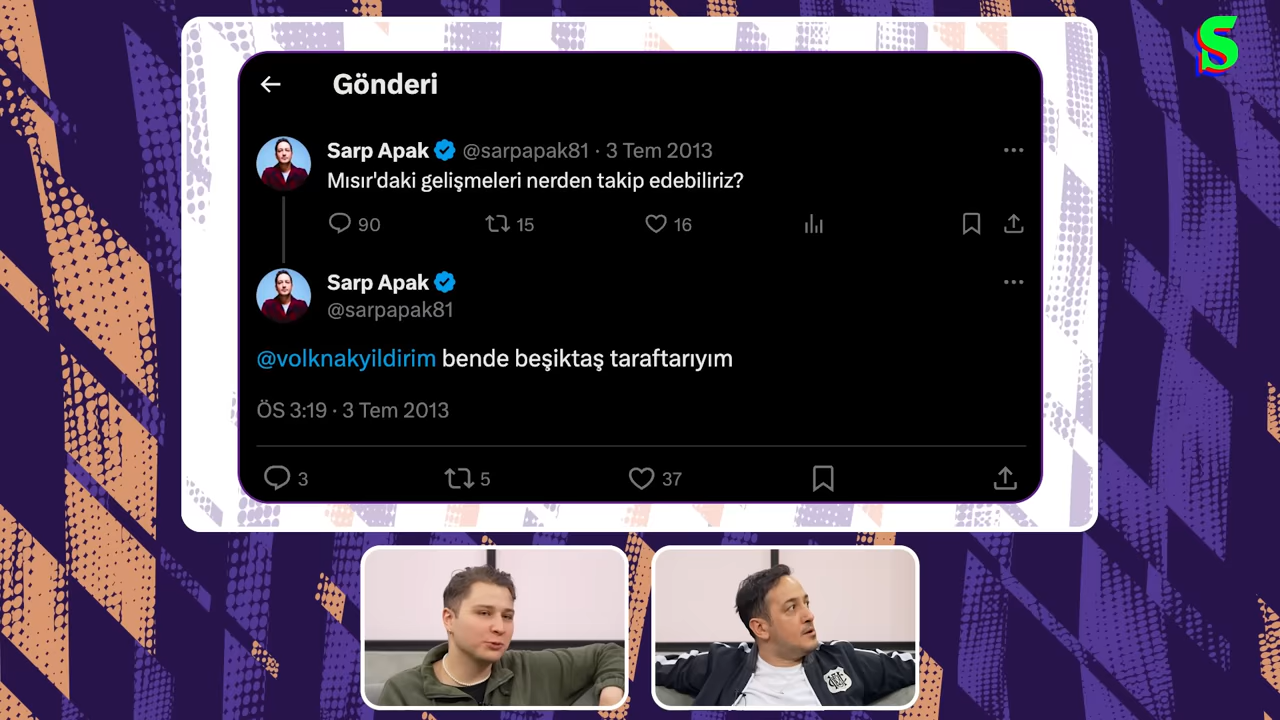 Gönderi
Sarp Apak @sarpapak81 · 3 Tem 2013
Mısır'daki gelişmeleri nerden takip edebiliriz?
90 15 16
Sarp Apak
@sarpapak81
@volknakyildirim bende beşiktaş taraftarıyım
ÖS 3:19 · 3 Tem 2013
3 5 37
S